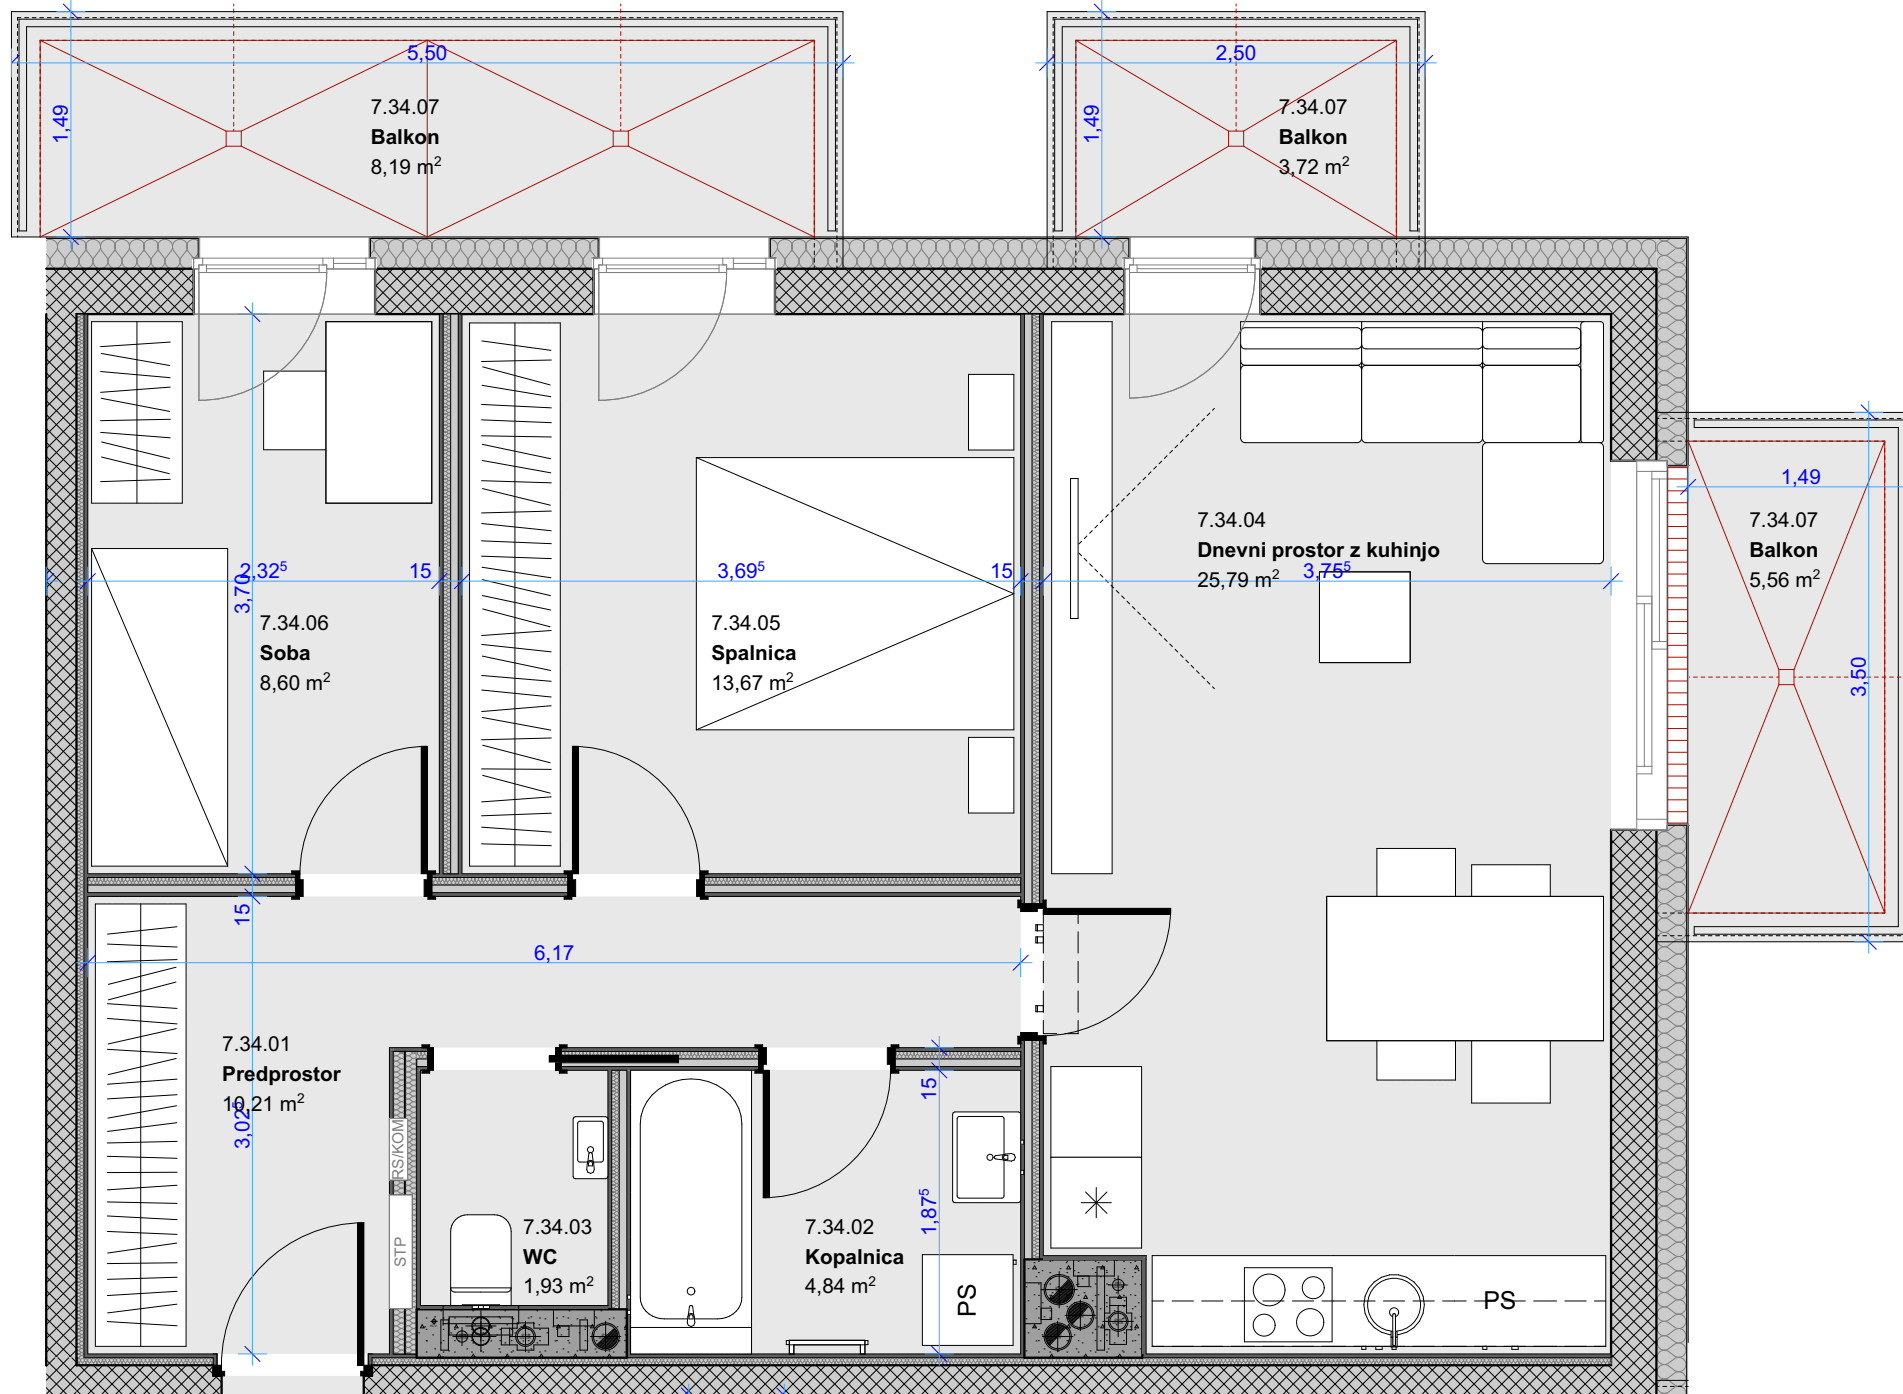 5,50
2,50
1,49
7.34.07
Balkon
8,19 m²
1,49
7.34.07
Balkon
3,72 m²
1,49
7.34.07
Balkon
5,56 m²
3,50
7.34.04
Dnevni prostor z kuhinjo
25,79 m²
2,32⁵
15
3,69⁵
15
3,75⁵
3,70
7.34.06
Soba
8,60 m²
7.34.05
Spalnica
13,67 m²
15
6,17
7.34.01
Predprostor
10,21 m²
3,02⁵
RS/KOM
STP
15
1,87⁵
7.34.03
WC
1,93 m²
7.34.02
Kopalnica
4,84 m²
PS
PS